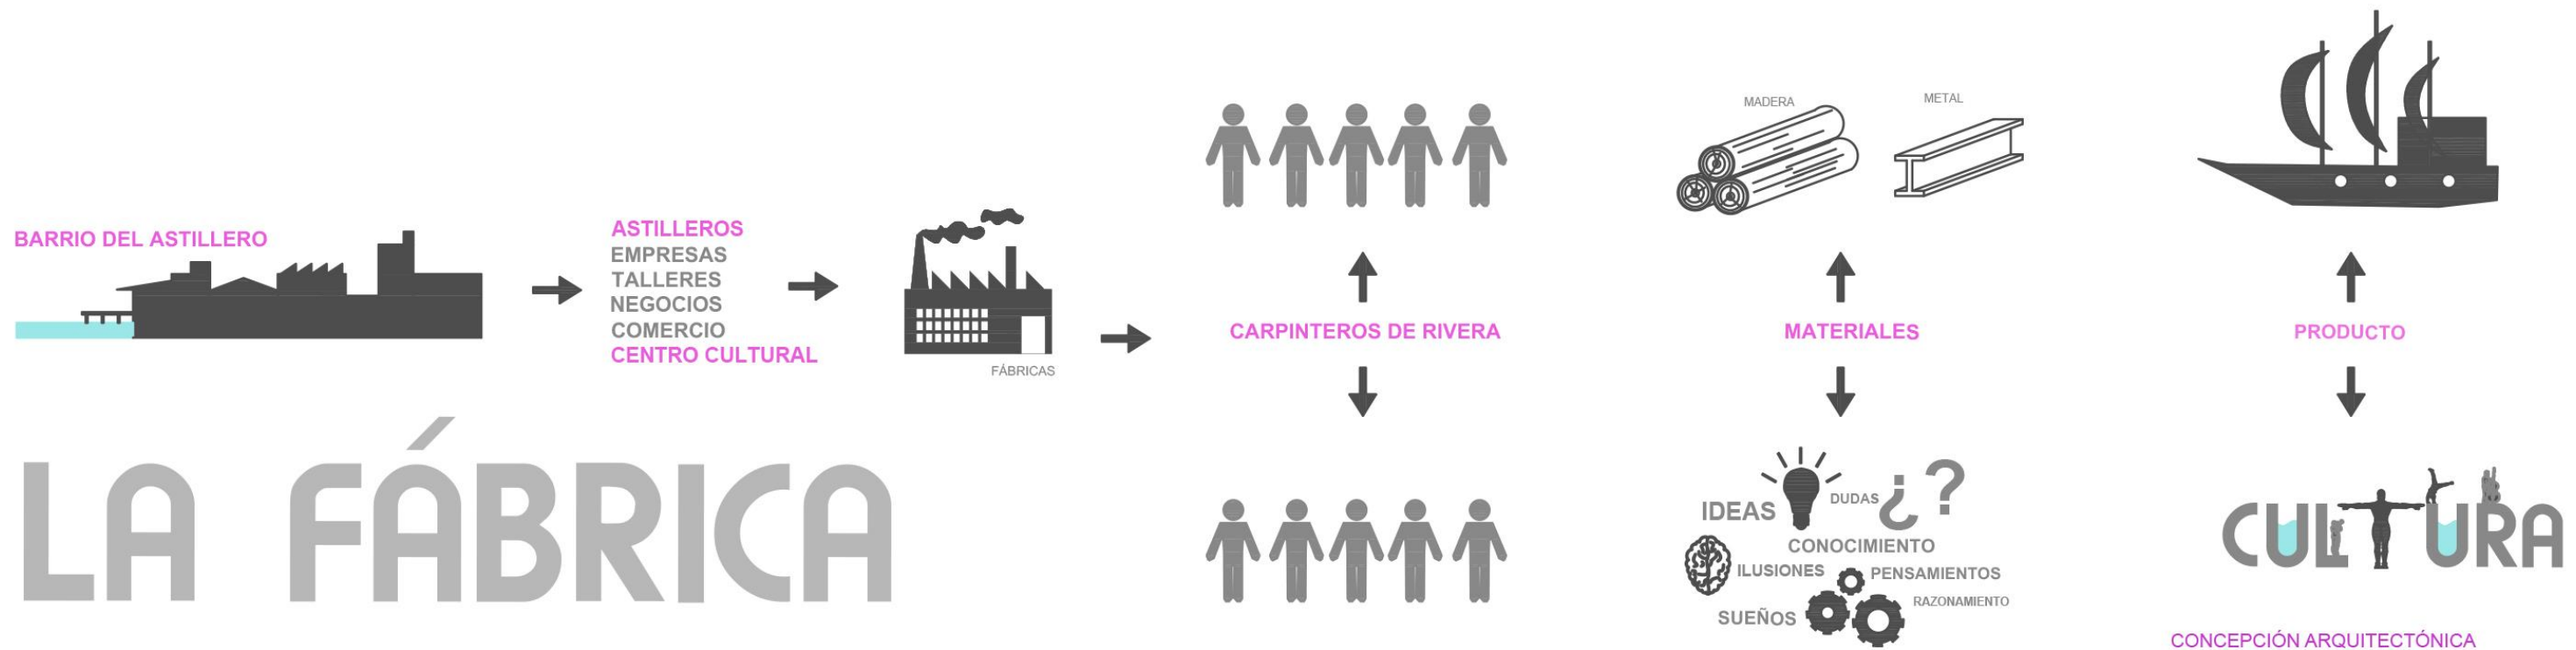 BARRIO DEL ASTILLERO
ASTILLEROS
EMPRESAS
TALLERES
NEGOCIOS
COMERCIO
CENTRO CULTURAL
FÁBRICAS
LA FÁBRICA
CARPINTEROS DE RIVERA
MADERA
METAL
MATERIALES
IDEAS
DUDAS
¿?
CONOCIMIENTO
ILUSIONES
PENSAMIENTOS
RAZONAMIENTO
SUEÑOS
PRODUCTO
CULTURA
CONCEPCIÓN ARQUITECTÓNICA